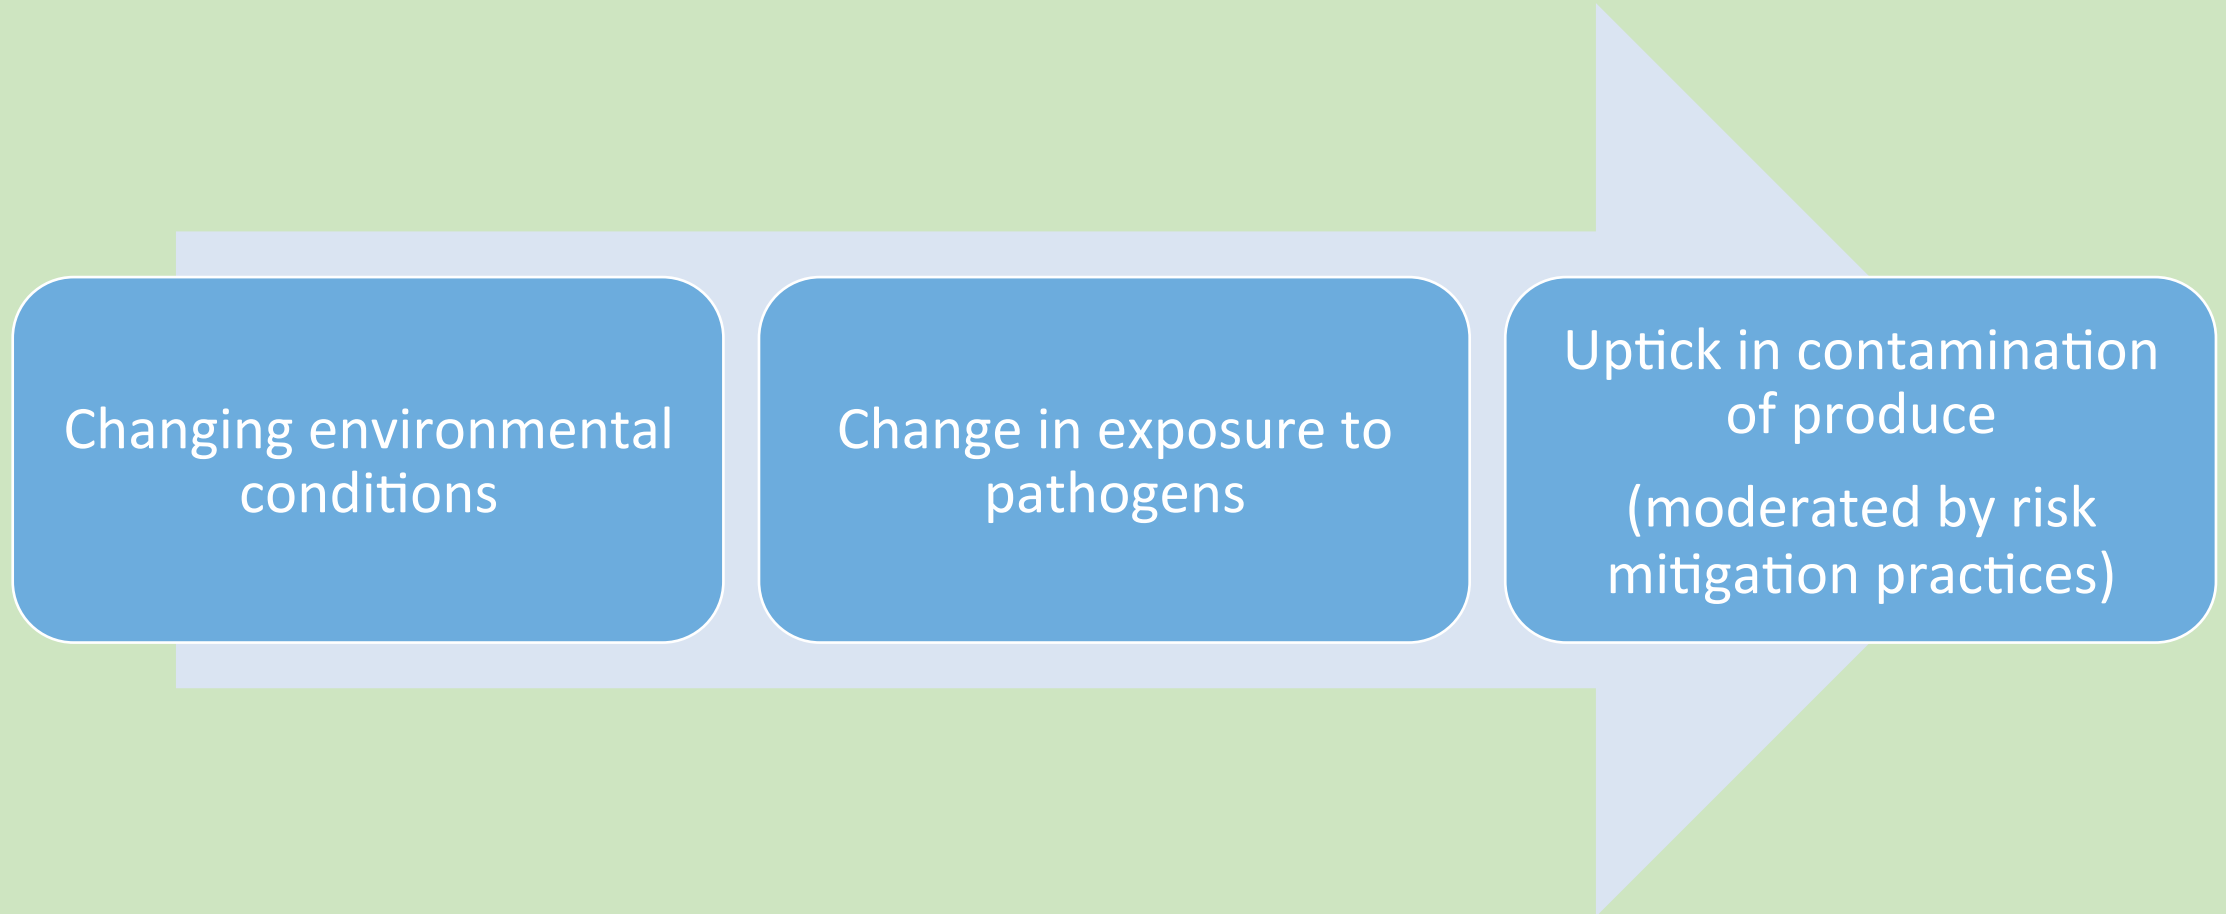 Changing environmental
conditions
Change in exposure to
pathogens
Uptick in contamination
of produce
(moderated by risk
mitigation practices)